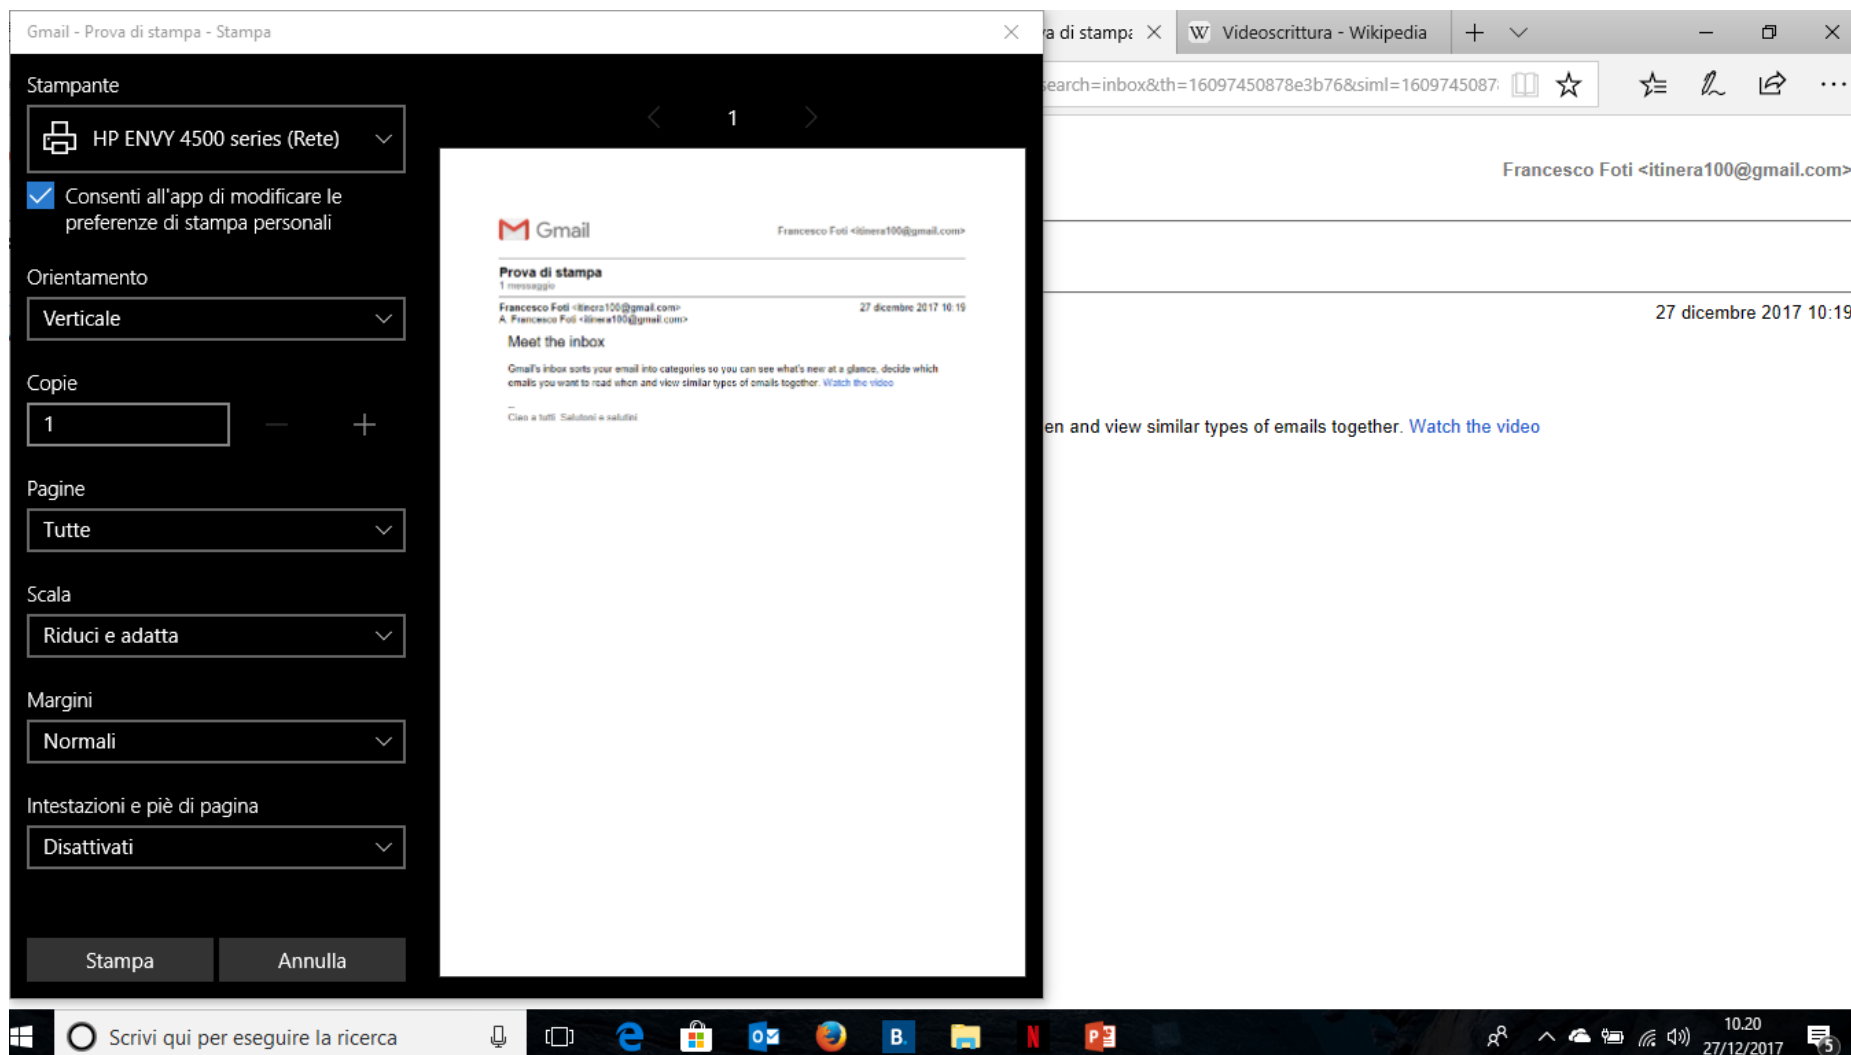 Gmail - Prova di stampa - Stampa
Stampante
HP ENVY 4500 series (Rete)
Consenti all'app di modificare le
preferenze di stampa personali
Orientamento
Verticale
Copie
1
Pagine
Tutte
Scala
Riduci e adatta
Margini
Normali
Intestazioni e piè di pagina
Disattivati
Stampa Annulla
1
Gmail Francesco Foti <itinera100@gmail.com>
Prova di stampa
1 messaggio
Francesco Foti <itinera100@gmail.com> 27 dicembre 2017 10:19
A: Francesco Foti <itinera100@gmail.com>
Meet the inbox
Gmail's inbox sorts your email into categories so you can see what's new at a glance, decide which
emails you want to read when and view similar types of emails together. Watch the video
--
Ciao a tutti. Salutoni e salutini
a di stampa W Videoscrittura - Wikipedia
search=inbox&th=16097450878e3b76&siml=1609745087
Francesco Foti <itinera100@gmail.com>
27 dicembre 2017 10:19
en and view similar types of emails together. Watch the video
Scrivi qui per eseguire la ricerca
B.
N
10.20
27/12/2017
5